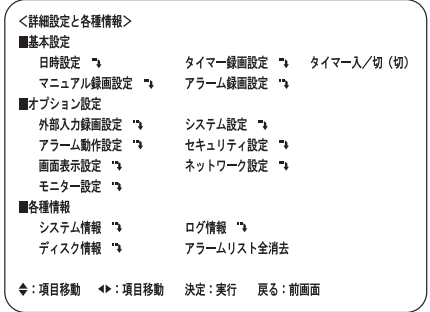 ＜詳細設定と各種情報＞
■基本設定
日時設定 タイマー録画設定 タイマー入／切（切）
マニュアル録画設定 アラーム録画設定
■オプション設定
外部入力録画設定 システム設定
アラーム動作設定 セキュリティ設定
画面表示設定 ネットワーク設定
モニター設定
■各種情報
システム情報 ログ情報
ディスク情報 アラームリスト全消去
：項目移動 ：項目移動 決定：実行 戻る：前画面